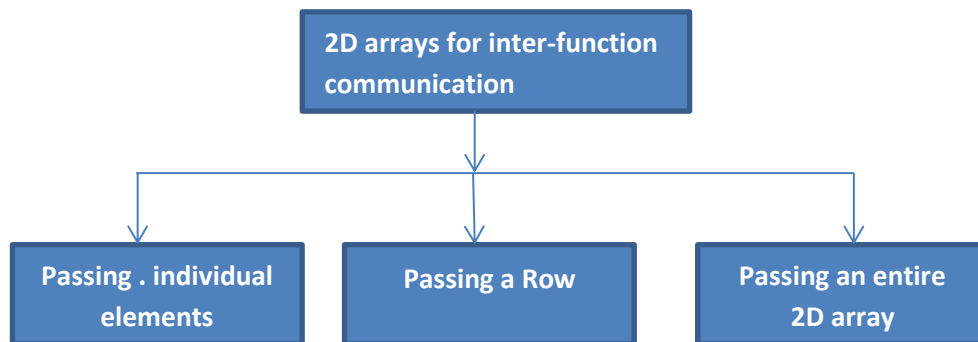 2D arrays for inter-function
communication
Passing . individual
elements
Passing a Row
Passing an entire
2D array